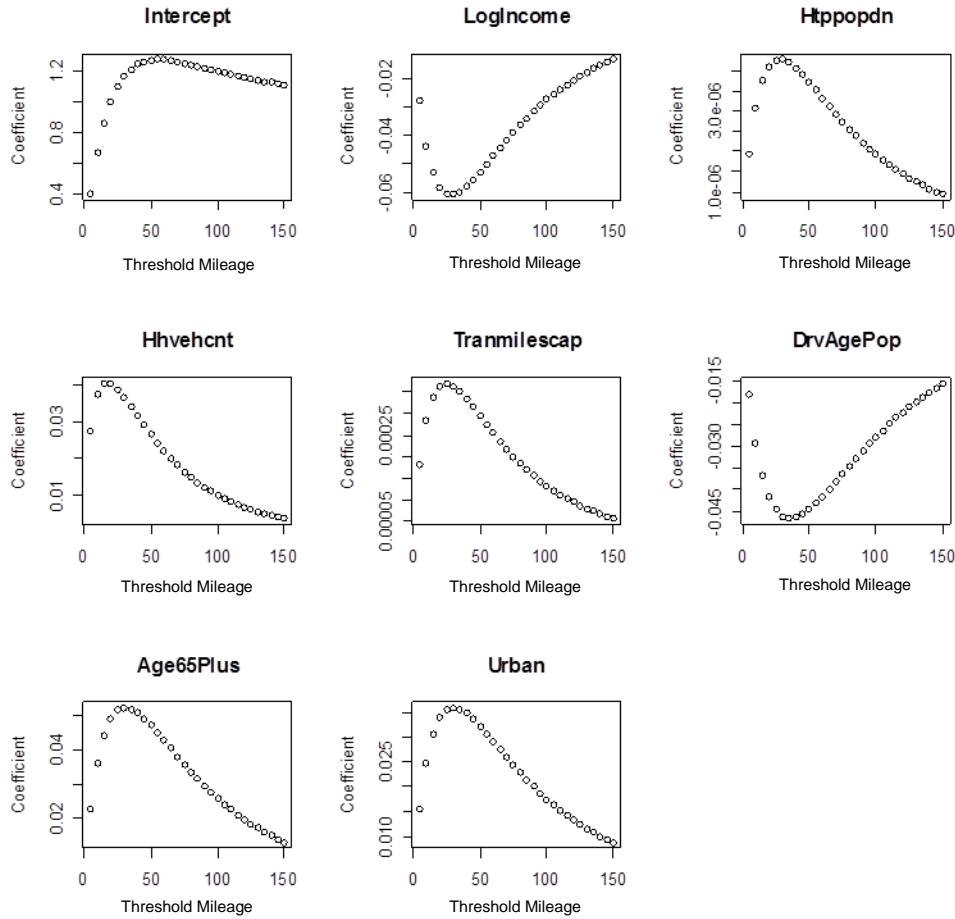 Intercept
LogIncome
Htppopdn
Coefficient
0.4
0.8
1.2
Coefficient
-0.06
-0.04
-0.02
Coefficient
1.0e-06
3.0e-06
0 50 100 150
0 50 100 150
0 50 100 150
Threshold Mileage
Threshold Mileage
Threshold Mileage
Hhvehcnt
Tranmilescap
DrvAgePop
Coefficient
0.01
0.03
Coefficient
0.00005
0.00025
Coefficient
-0.045
-0.030
-0.015
0 50 100 150
0 50 100 150
0 50 100 150
Threshold Mileage
Threshold Mileage
Threshold Mileage
Age65Plus
Urban
Coefficient
0.02
0.04
Coefficient
0.010
0.025
0 50 100 150
0 50 100 150
Threshold Mileage
Threshold Mileage